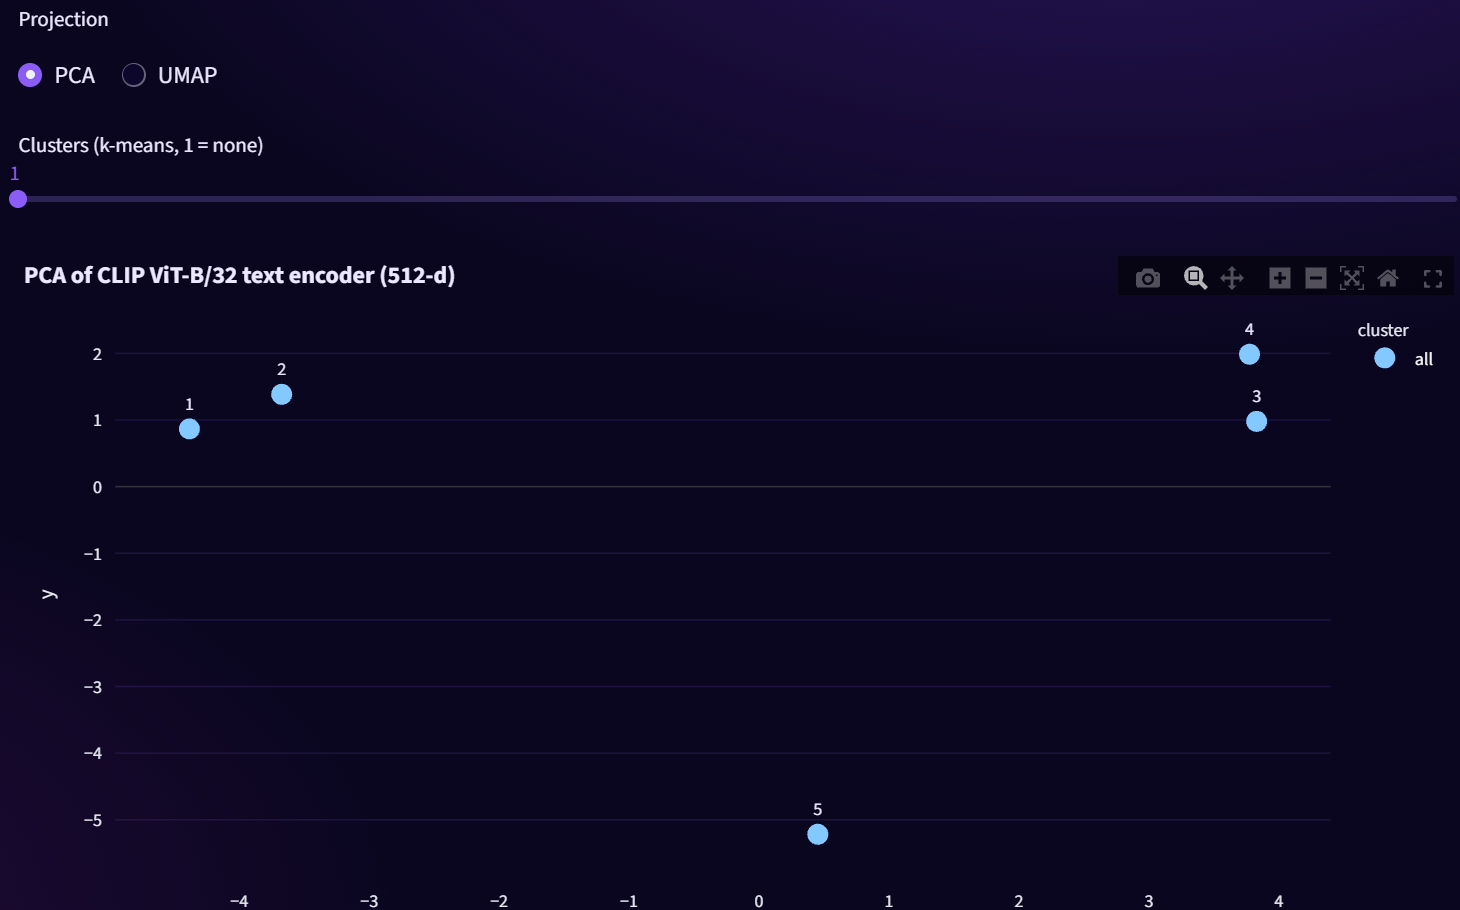 Projection
PCA UMAP
Clusters (k-means, 1 = none)
1
PCA of CLIP ViT-B/32 text encoder (512-d)
cluster
all
4
2
3
1
5
y
2
1
0
−1
−2
−3
−4
−5
−4 −3 −2 −1 0 1 2 3 4